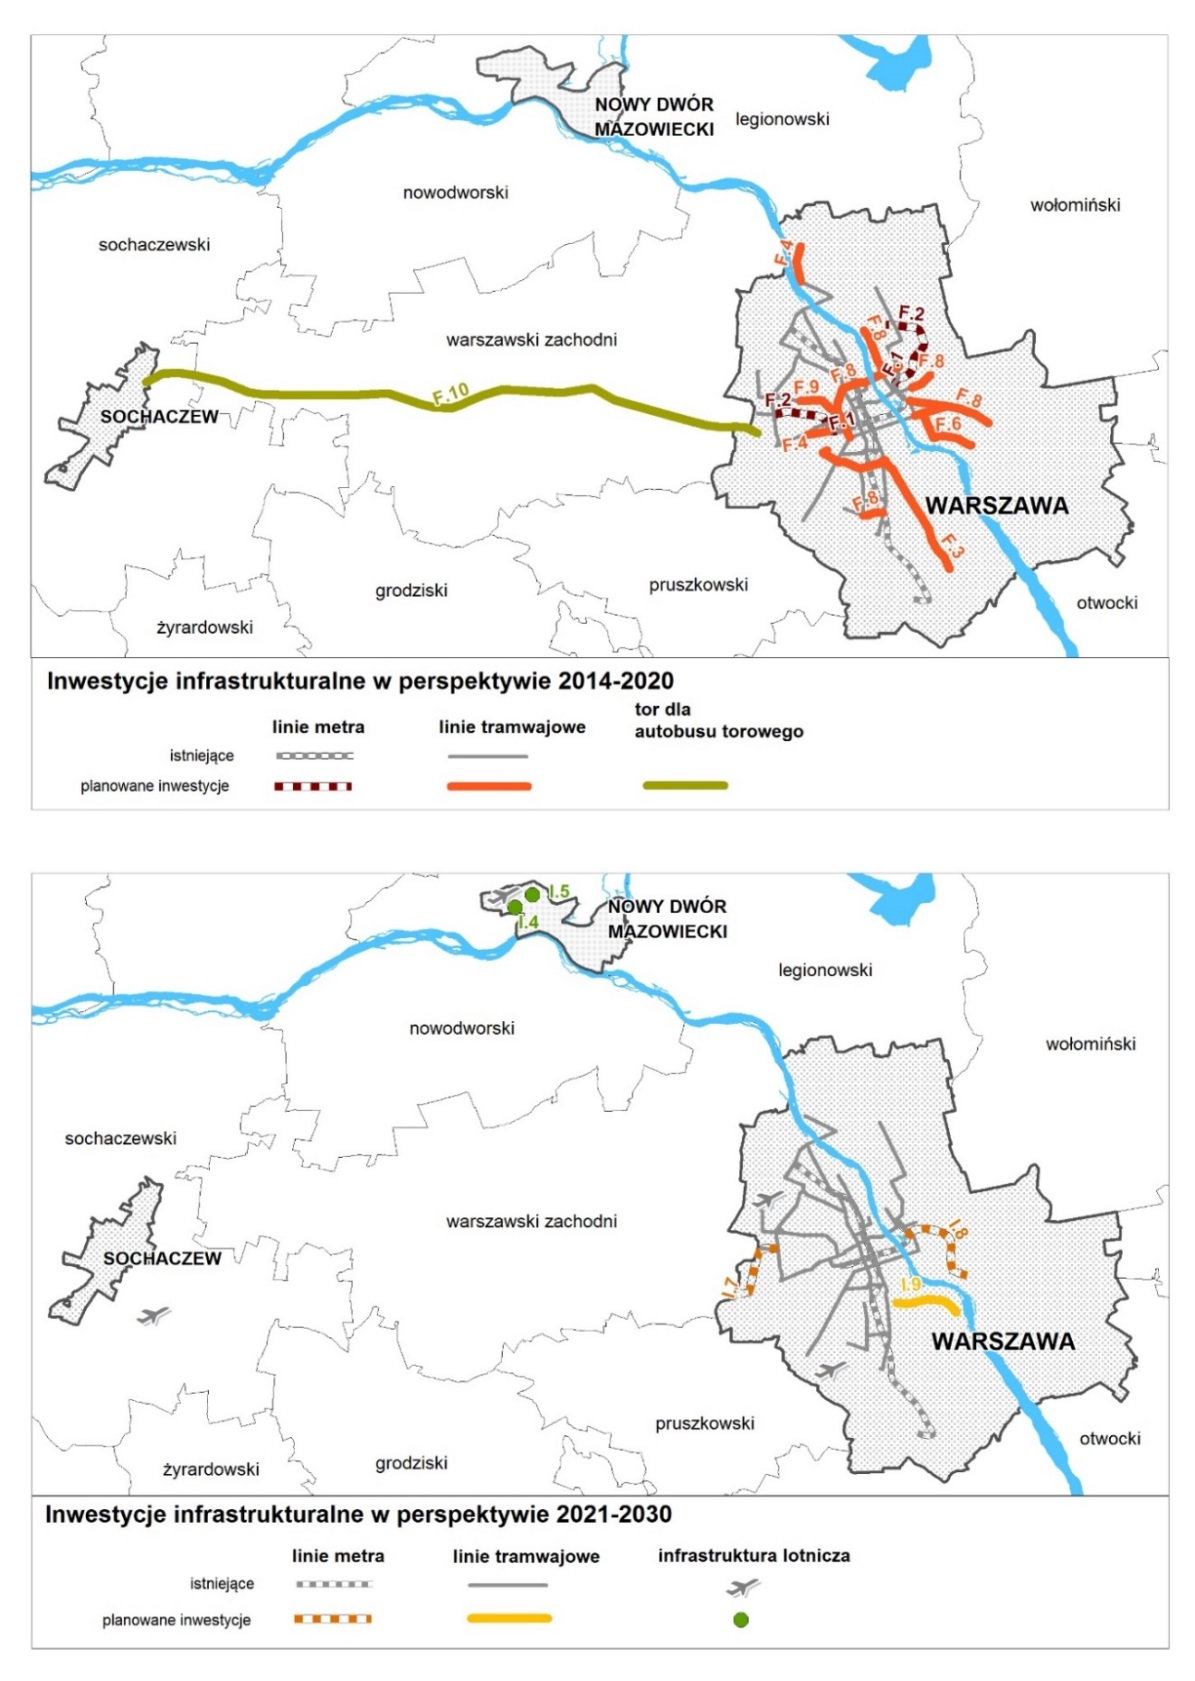 NOWY DWÓR
MAZOWIECKI
legionowski
nowodworski
wołomiński
sochaczewski
F.4
warszawski zachodni
F.2
F.8
F.1
F.8
F.8
F.9
F.10
F.2
F.8
SOCHACZEW
F.1
F.6
F.4
F.8
WARSZAWA
F.3
grodziski
pruszkowski
otwocki
żyrardowski
Inwestycje infrastrukturalne w perspektywie 2014-2020
linie metra
linie tramwajowe
tor dla
autobusu torowego
istniejące
planowane inwestycje
I.5
I.4
NOWY DWÓR
MAZOWIECKI
legionowski
nowodworski
wołomiński
sochaczewski
warszawski zachodni
I.8
SOCHACZEW
I.7
I.9
WARSZAWA
pruszkowski
otwocki
żyrardowski
grodziski
Inwestycje infrastrukturalne w perspektywie 2021-2030
linie metra
linie tramwajowe
infrastruktura lotnicza
istniejące
planowane inwestycje